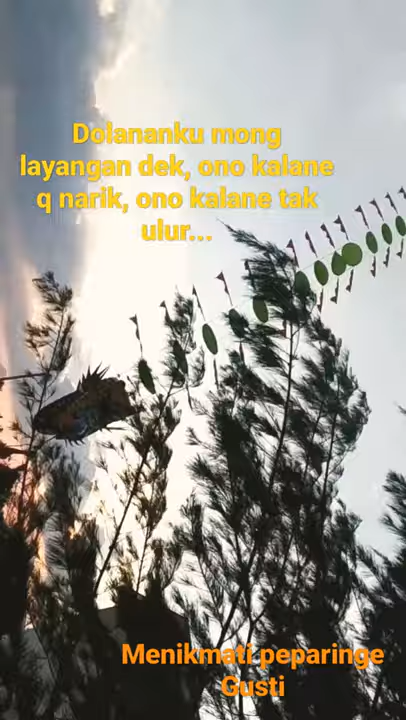 Dolananku mong
layangan dek, ono kalane
q narik, ono kalane tak
ulur...
Menikmati peparinge
Gusti